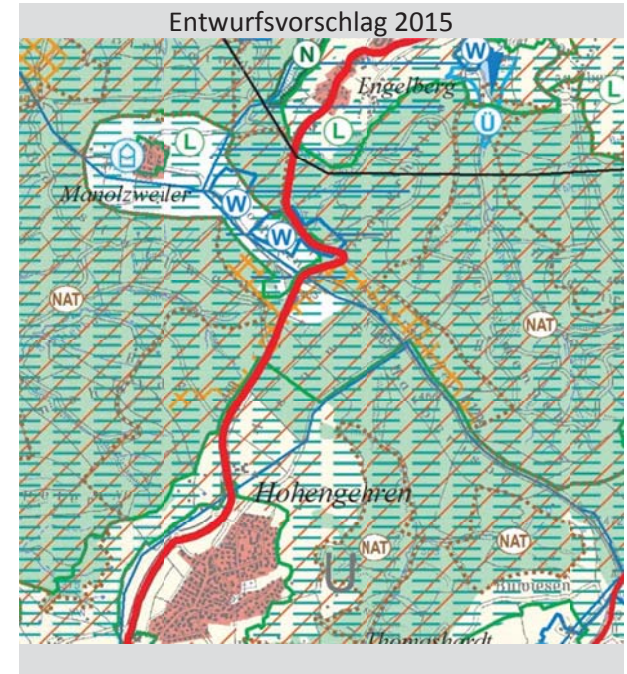 Entwurfsvorschlag 2015
N
W
Engelberg
L
L
L
Ü
Manolzweiler
W
W
NAT
NAT
Hohengehren
NAT
NAT
U
Thomashardt